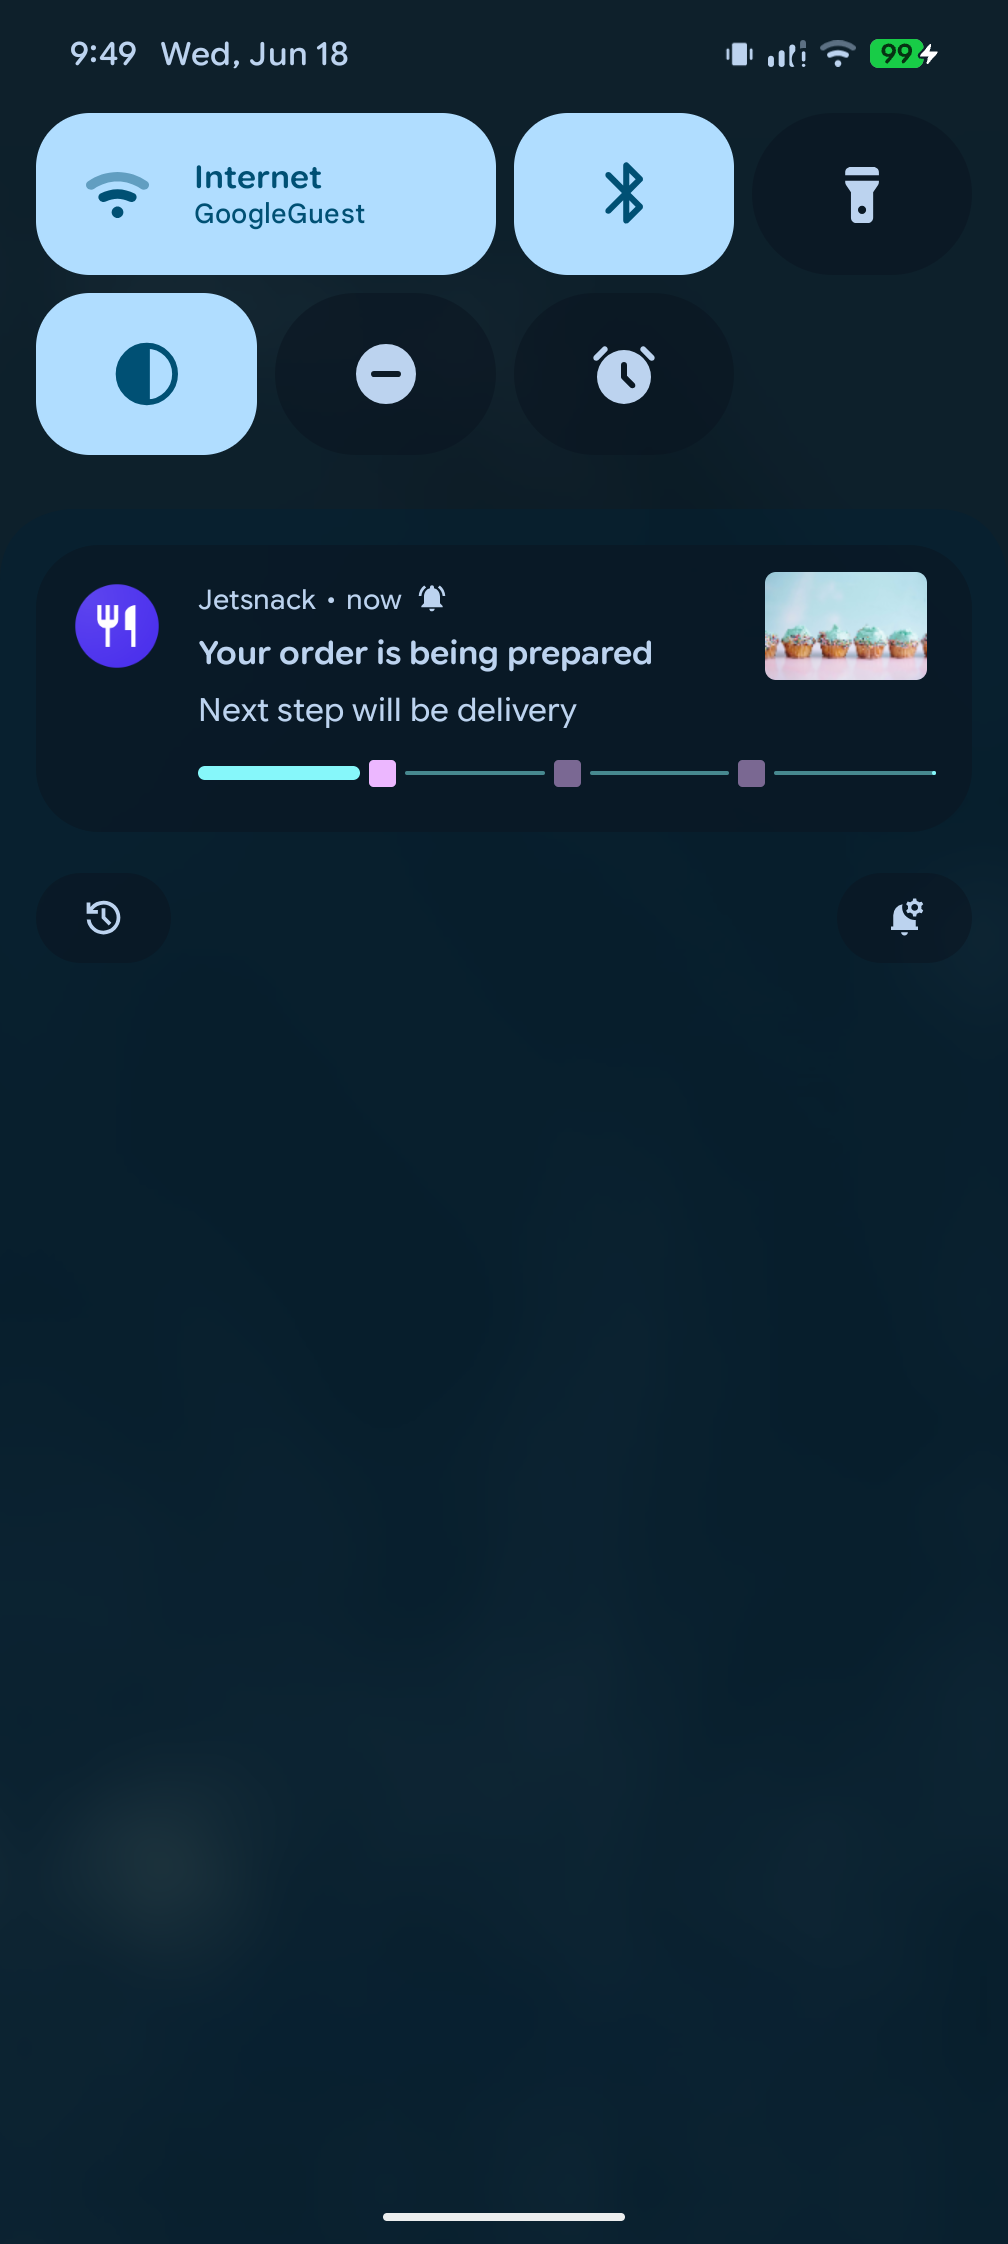 9:49 Wed, Jun 18 99
Internet
GoogleGuest
Jetsnack • now
Your order is being prepared
Next step will be delivery